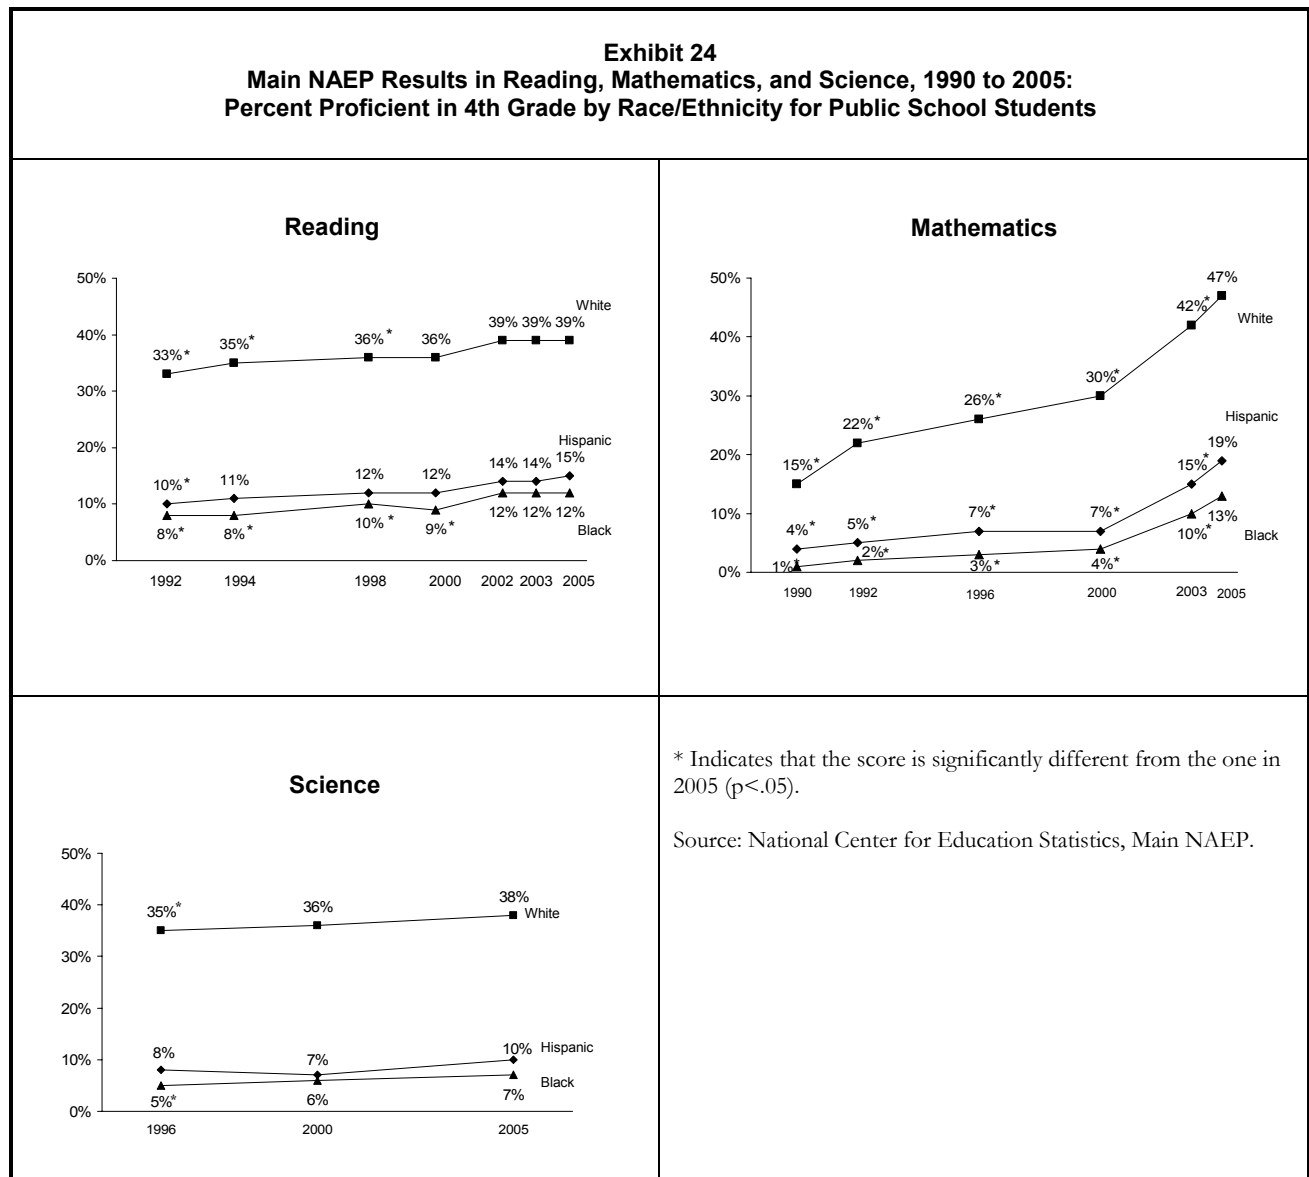 Exhibit 24
Main NAEP Results in Reading, Mathematics, and Science, 1990 to 2005:
Percent Proficient in 4th Grade by Race/Ethnicity for Public School Students
Reading
50%
40%
30%
20%
10%
0%
White
33%*
35%*
36%*
36%
39% 39% 39%
Hispanic
10%*
11%
12%
12%
14% 14% 15%
8%*
8%*
10%*
9%*
12% 12% 12%
Black
1992 1994 1998 2000 2002 2003 2005
Mathematics
50%
40%
30%
20%
10%
0%
15%*
22%*
26%*
30%*
42%*
47%
White
Hispanic
4%*
5%*
7%*
7%*
15%*
19%
1%*
2%*
3%*
4%*
10%*
13%
Black
1990 1992 1996 2000 2003 2005
Science
50%
40%
30%
20%
10%
0%
35%*
36%
38%
White
8%
7%
10%
Hispanic
5%*
6%
7%
Black
1996 2000 2005
* Indicates that the score is significantly different from the one in
2005 (p<.05).
Source: National Center for Education Statistics, Main NAEP.